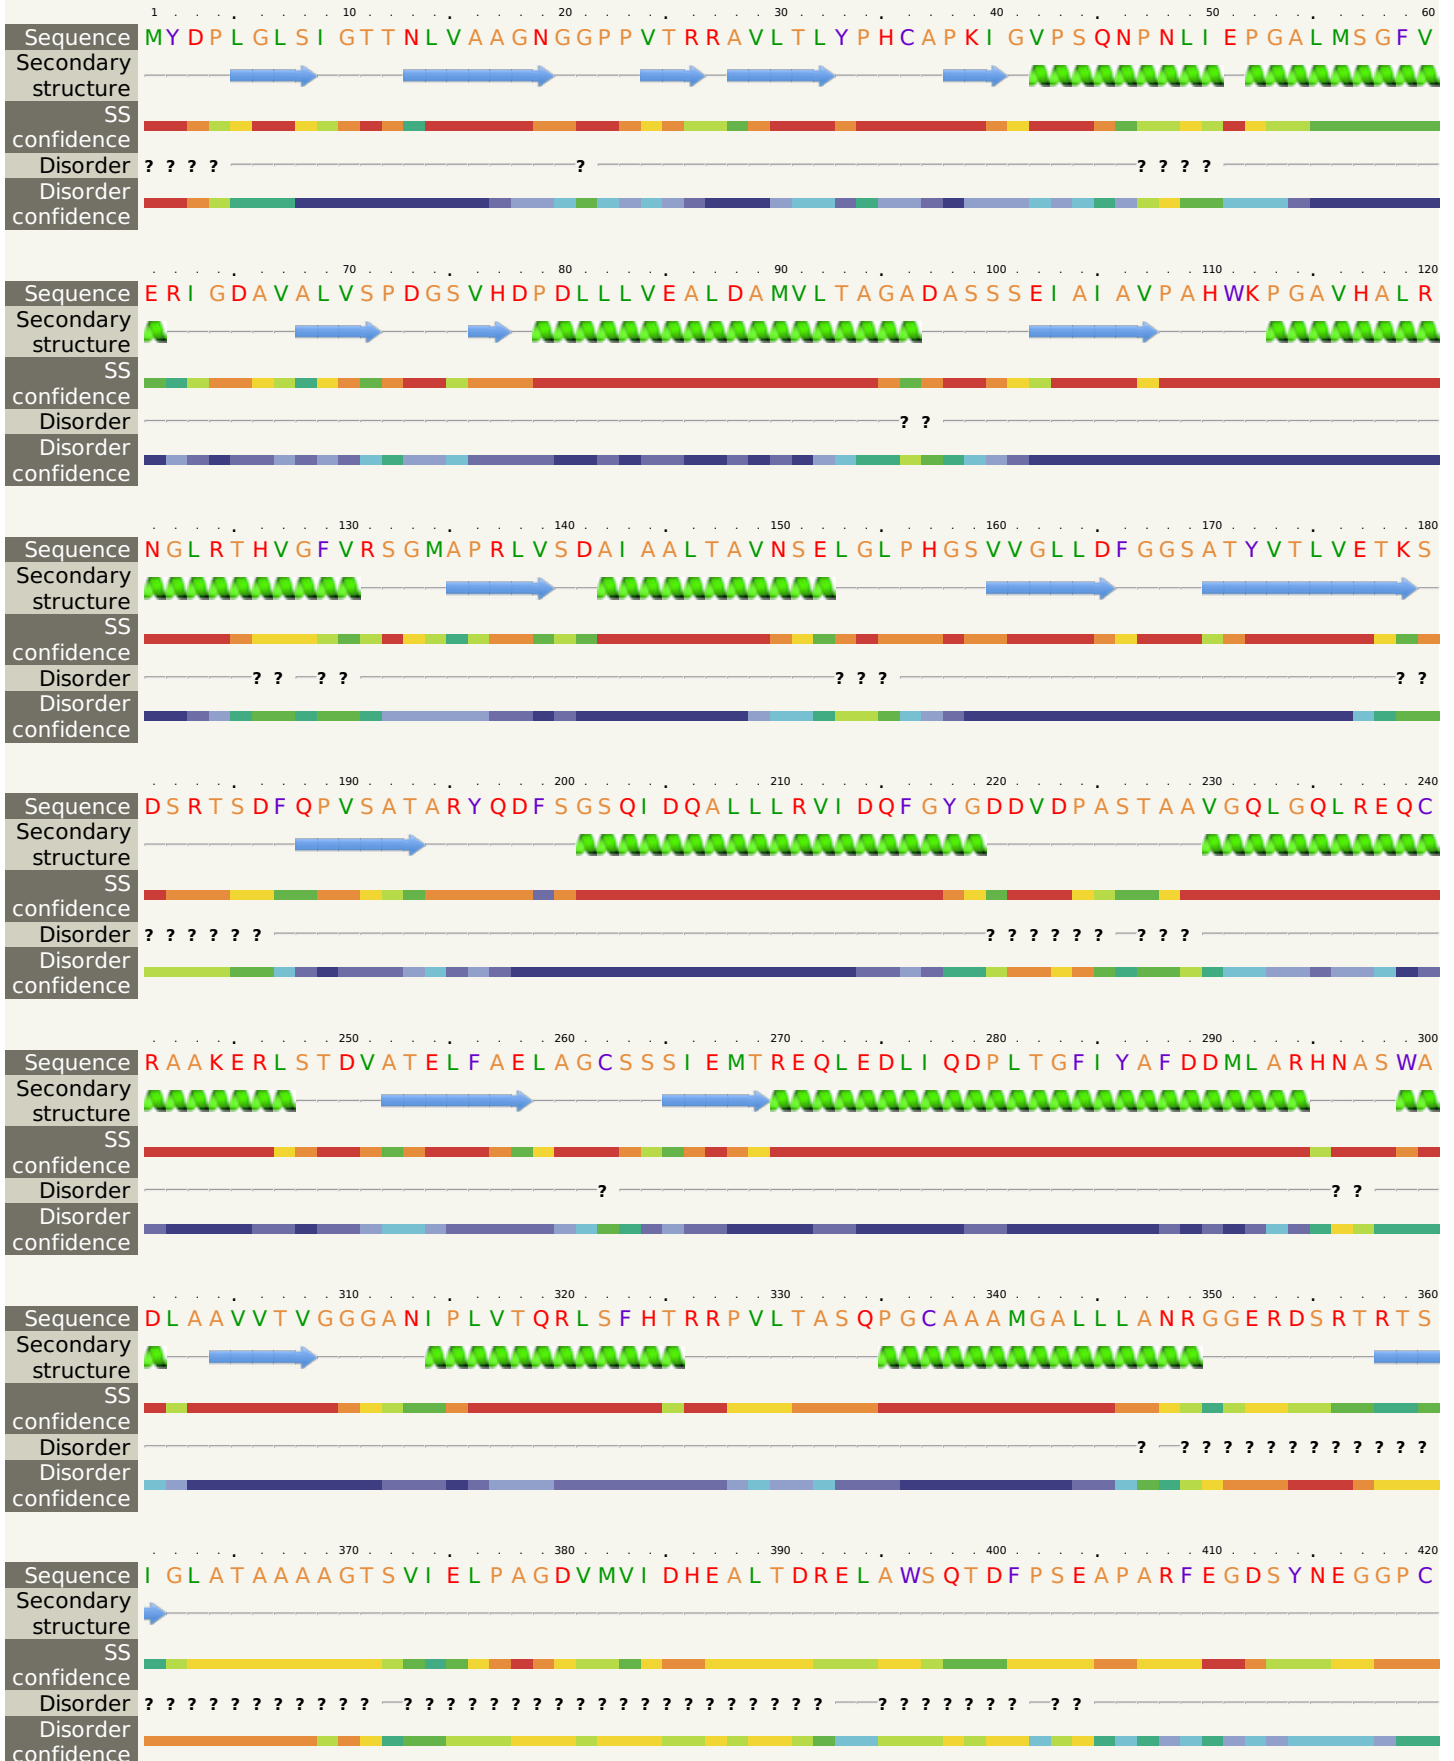 1 10 20 30 40 50 60
Sequence MYDPLGLSIGTTNLVAAGNGGPPVTRRAVLTLYPHCAPKIGVPSQNPNLIEPGALMSGFV
Secondary
structure
SS
confidence
Disorder ? ? ? ? ? ? ? ? ?
Disorder
confidence
70 80 90 100 110 120
Sequence ERIGDAVALVSPDGSVHDPDLLLVEALDAMVLTAGADASSSEIAIAVPAHWKPGAVHALR
Secondary
structure
SS
confidence
Disorder ? ?
Disorder
confidence
130 140 150 160 170 180
Sequence NGLRTHVGFVRSGMAPRLVSDAIAALTAVNSELGLPHGSVVGLLDFGGSATYVTLVETKS
Secondary
structure
SS
confidence
Disorder ? ? ? ? ? ? ? ? ?
Disorder
confidence
190 200 210 220 230 240
Sequence DSRTSDFQPVSATARYQDFSGSQIDQALLLRVIDQFGYGDDVDPASTAAVGQLGQLREQC
Secondary
structure
SS
confidence
Disorder ? ? ? ? ? ? ? ? ? ? ? ? ? ? ?
Disorder
confidence
250 260 270 280 290 300
Sequence RAAKERLSTDVATELFAELAGCSSSIEMTREQLEDLIQDPLTGFIYAFDDMLARHNASWA
Secondary
structure
SS
confidence
Disorder ? ? ?
Disorder
confidence
310 320 330 340 350 360
Sequence DLAAVVTVGGGANIPLVTQRLSFHTRRPVLTASQPGCAAAMGALLLANRGGERDSRTRTS
Secondary
structure
SS
confidence
Disorder ? ? ? ? ? ? ? ? ? ? ? ? ?
Disorder
confidence
370 380 390 400 410 420
Sequence IGLATAAAAGTSVIELPAGDVMVIDHEALTDRELAWSQTDFPSEAPARFEGDSYNEGGPC
Secondary
structure
SS
confidence
Disorder ? ? ? ? ? ? ? ? ? ? ? ? ? ? ? ? ? ? ? ? ? ? ? ? ? ? ? ? ? ? ? ? ? ? ? ? ? ? ? ?
Disorder
confidence